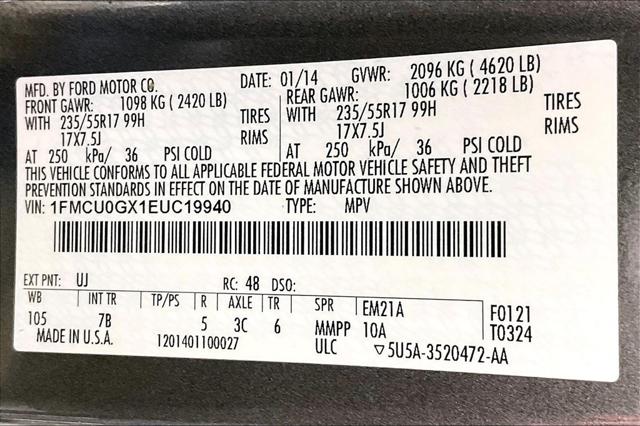 MFD. BY FORD MOTOR CO. DATE: 01/14 GVWR: 2096 KG ( 4620 LB)
FRONT GAWR: 1098 KG ( 2420 LB) REAR GAWR: 1006 KG ( 2218 LB)
WITH 235/55R17 99H TIRES WITH 235/55R17 99H TIRES
17X7.5J RIMS 17X7.5J RIMS
AT 250 kPa/ 36 PSI COLD AT 250 kPa/ 36 PSI COLD
THIS VEHICLE CONFORMS TO ALL APPLICABLE FEDERAL MOTOR VEHICLE SAFETY AND THEFT
PREVENTION STANDARDS IN EFFECT ON THE DATE OF MANUFACTURE SHOWN ABOVE.
VIN: 1FMCU0GX1EUC19940 TYPE: MPV
EXT PNT: UJ RC: 48 DSO:
WB INT TR TP/PS R AXLE TR SPR EM21A F0121
105 7B 5 3C 6 MMPP 10A T0324
MADE IN U.S.A. 1201401100027 ULC ▽5U5A-3520472-AA